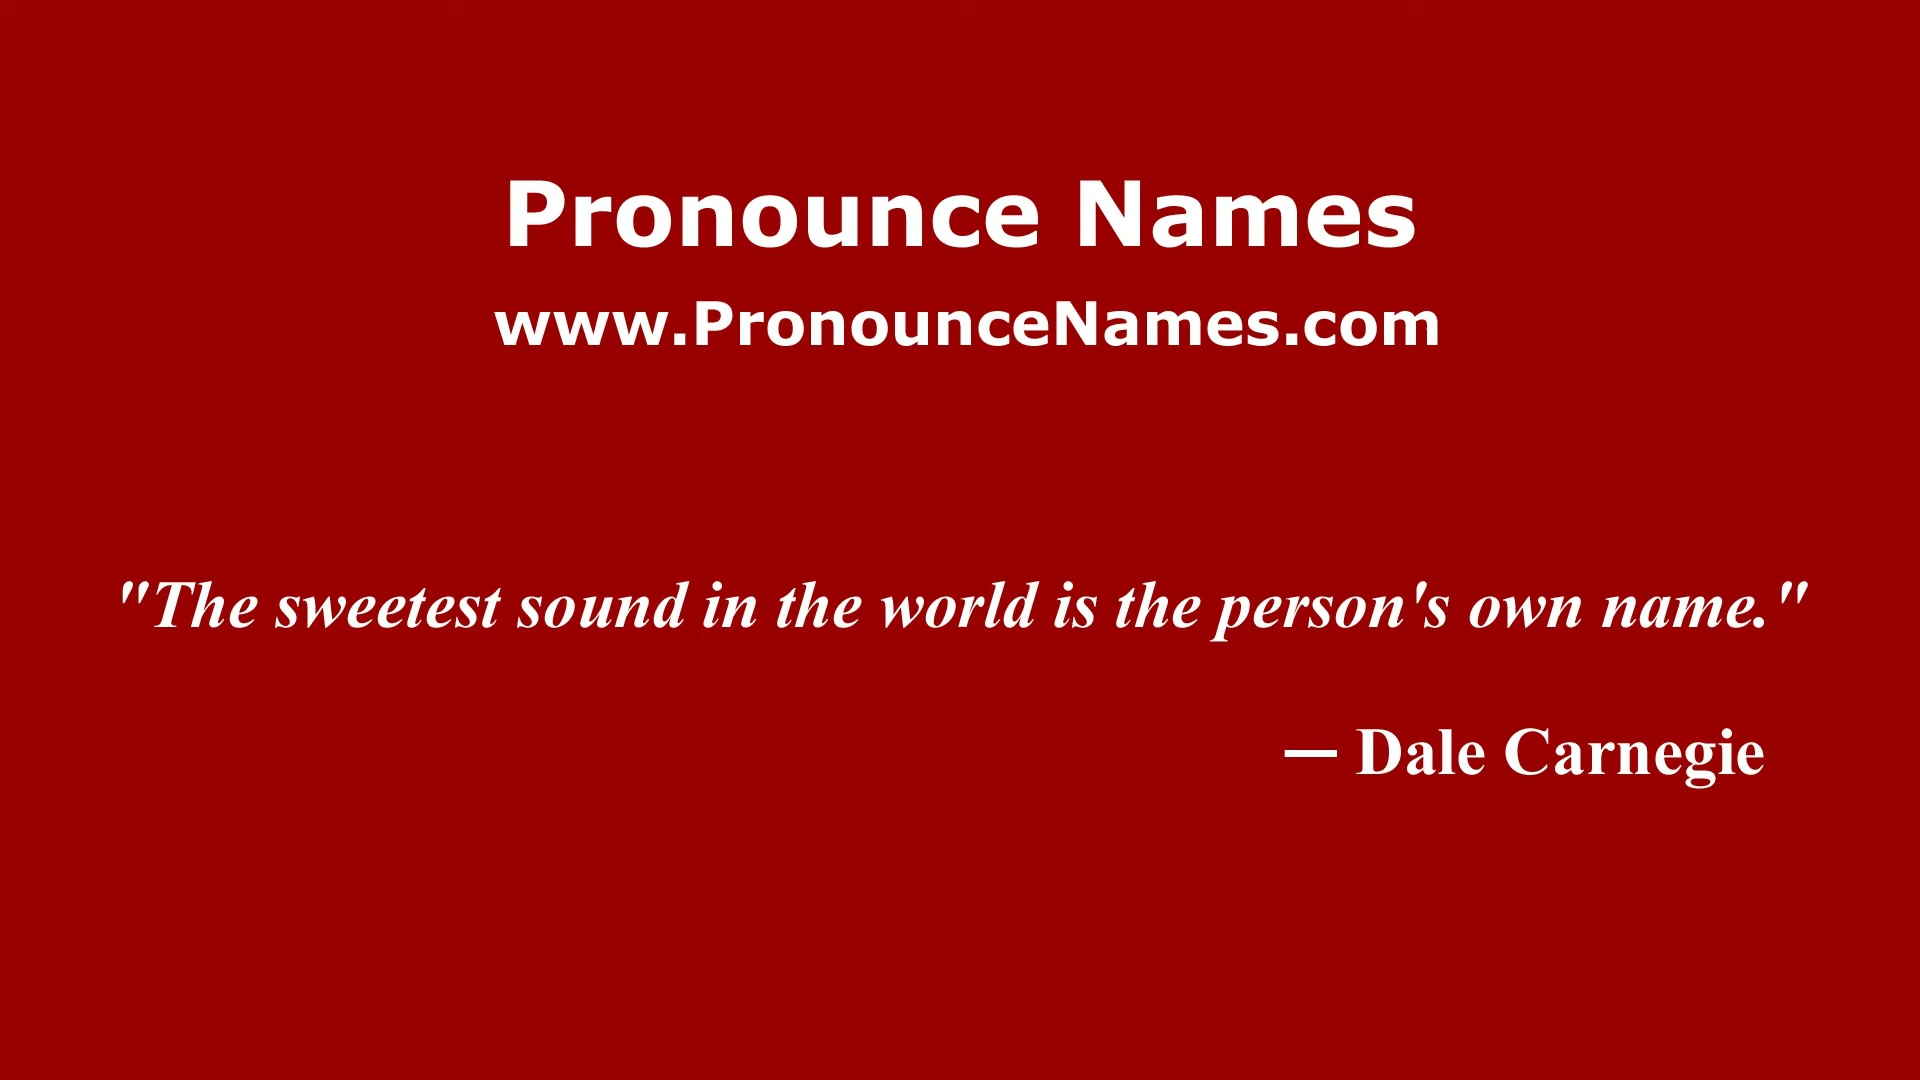 Pronounce Names
www.PronounceNames.com
"The sweetest sound in the world is the person's own name."
— Dale Carnegie